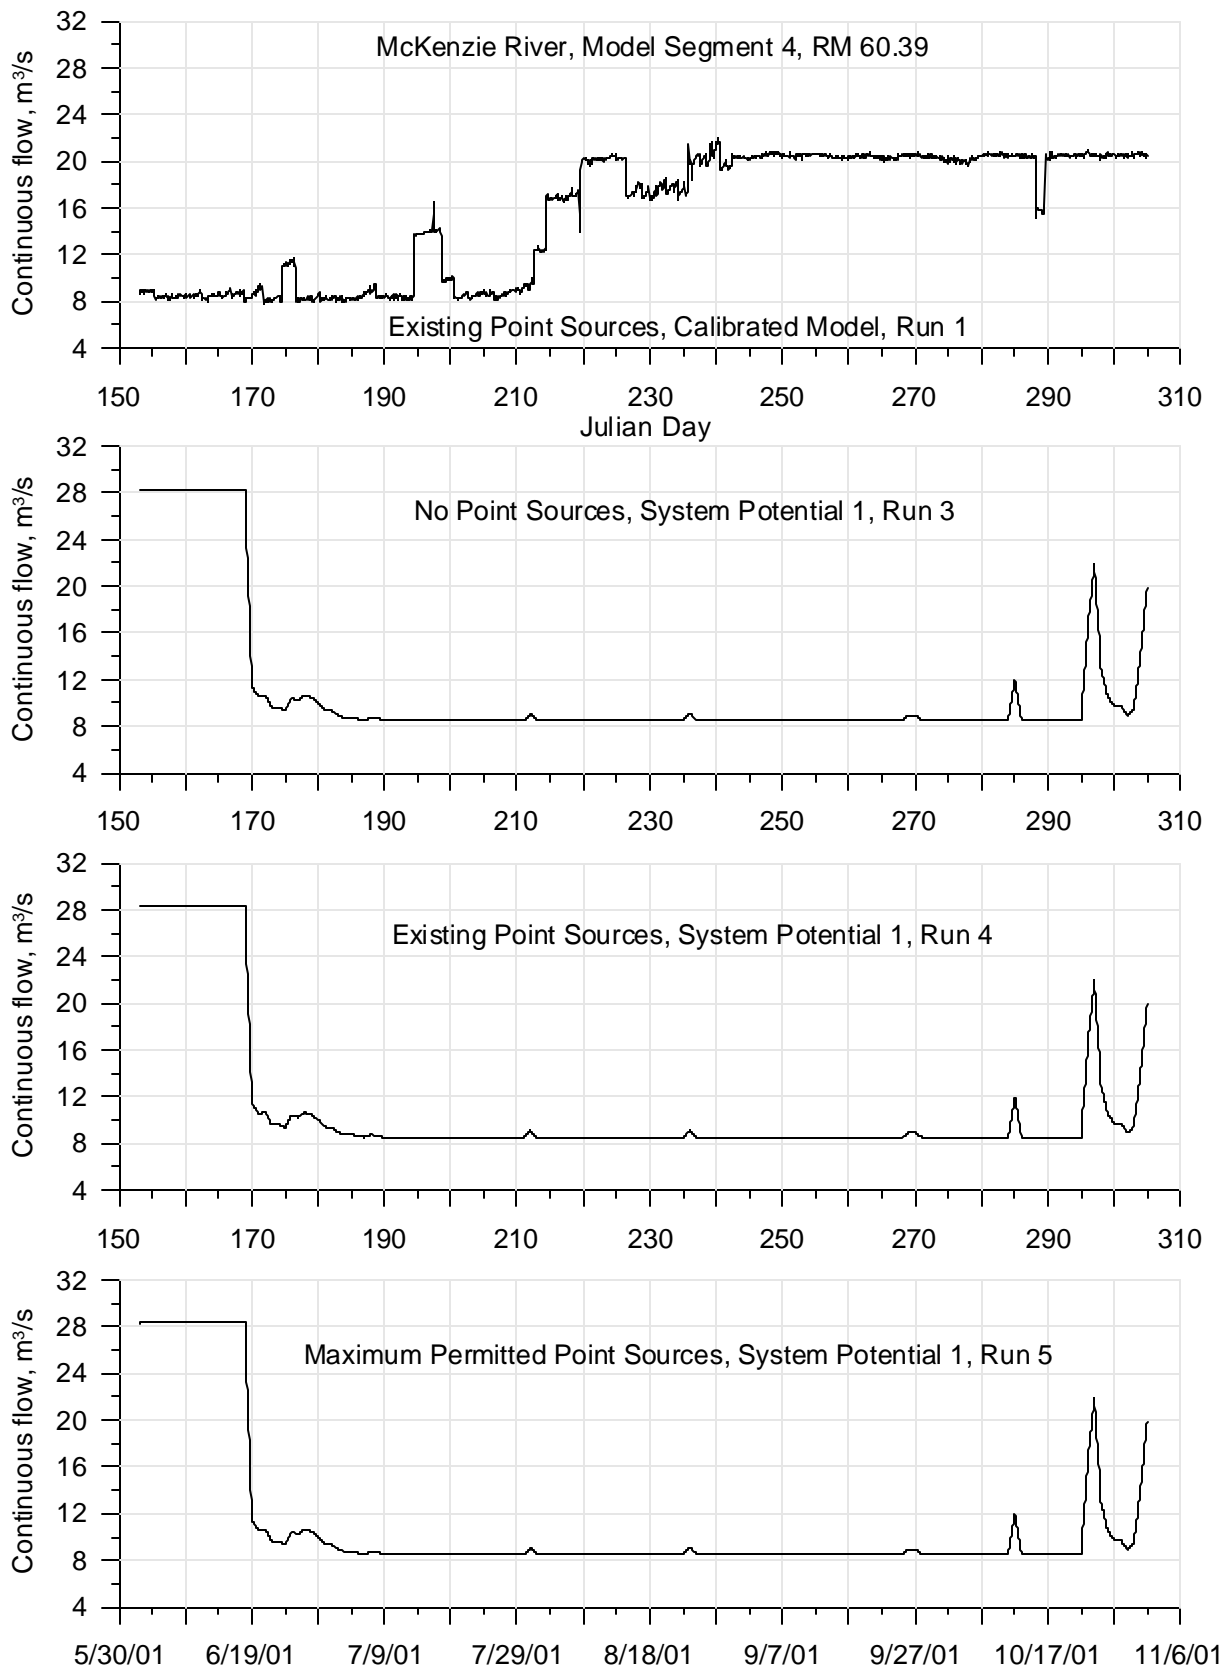 32
McKenzie River, Model Segment 4, RM 60.39
28
24
20
16
12
8
Existing Point Sources, Calibrated Model, Run 1
4
Continuous flow, m³/s
150 170 190 210 230 250 270 290 310
Julian Day
32
28
No Point Sources, System Potential 1, Run 3
24
20
16
12
8
4
Continuous flow, m³/s
150 170 190 210 230 250 270 290 310
32
28
Existing Point Sources, System Potential 1, Run 4
24
20
16
12
8
4
Continuous flow, m³/s
150 170 190 210 230 250 270 290 310
32
28
Maximum Permitted Point Sources, System Potential 1, Run 5
24
20
16
12
8
4
Continuous flow, m³/s
5/30/01 6/19/01 7/9/01 7/29/01 8/18/01 9/7/01 9/27/01 10/17/01 11/6/01